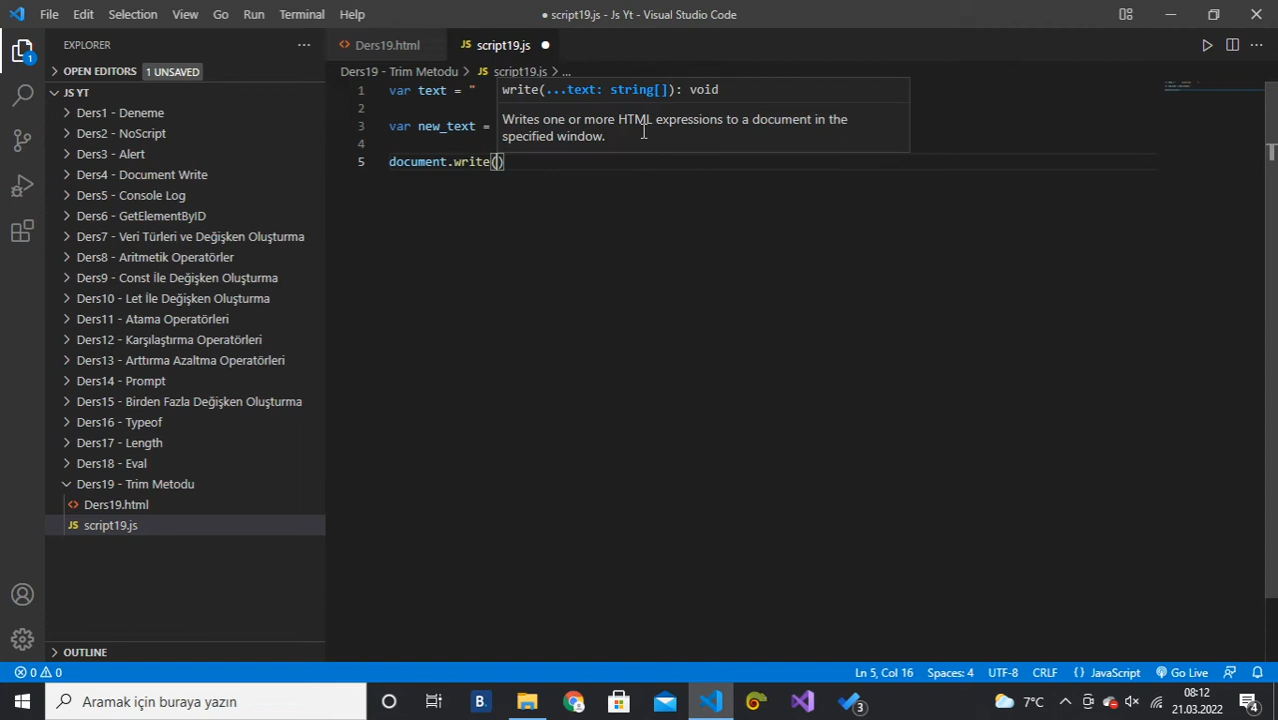 File Edit Selection View Go Run Terminal Help
● script19.js - Js Yt - Visual Studio Code
EXPLORER
Ders19.html
JS script19.js
OPEN EDITORS 1 UNSAVED
Ders19 - Trim Metodu > JS script19.js > ...
JS YT
1 var text = "
write(...text: string[]): void
Ders1 - Deneme
2
Writes one or more HTML expressions to a document in the
Ders2 - NoScript
3 var new_text =
specified window.
Ders3 - Alert
4
Ders4 - Document Write
5 document.write()
Ders5 - Console Log
Ders6 - GetElementByID
Ders7 - Veri Türleri ve Değişken Oluşturma
Ders8 - Aritmetik Operatörler
Ders9 - Const İle Değişken Oluşturma
Ders10 - Let İle Değişken Oluşturma
Ders11 - Atama Operatörleri
Ders12 - Karşılaştırma Operatörleri
Ders13 - Arttırma Azaltma Operatörleri
Ders14 - Prompt
Ders15 - Birden Fazla Değişken Oluşturma
Ders16 - Typeof
Ders17 - Length
Ders18 - Eval
Ders19 - Trim Metodu
Ders19.html
JS script19.js
OUTLINE
0 0
Ln 5, Col 16 Spaces: 4 UTF-8 CRLF {} JavaScript Go Live
Aramak için buraya yazın
B.
3
7°C
08:12
21.03.2022
4
1